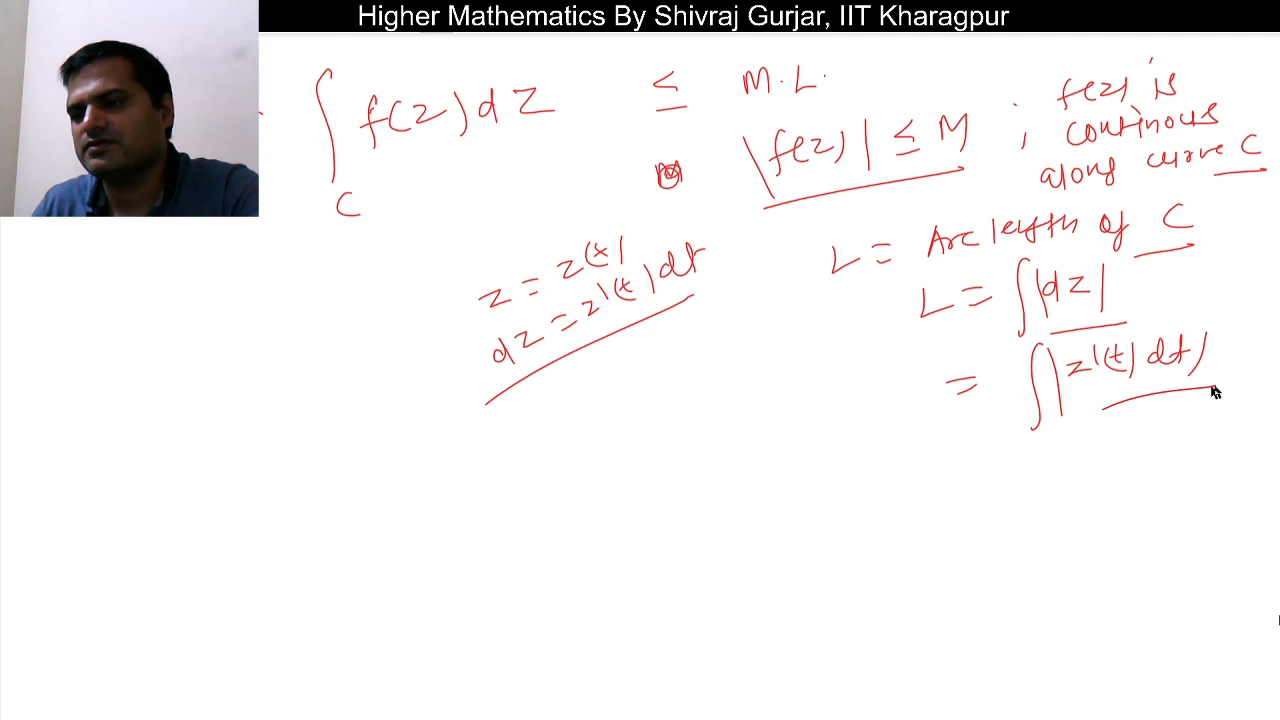 Higher Mathematics By Shivraj Gurjar, IIT Kharagpur
∫ f(z) dz ≤ M.L.
C
|f(z)| ≤ M ; f(z) is
continous
along curve C
L = Arc length of C
z = z(t)
dz = z'(t) dt
L = ∫|dz|
= ∫|z'(t) dt|